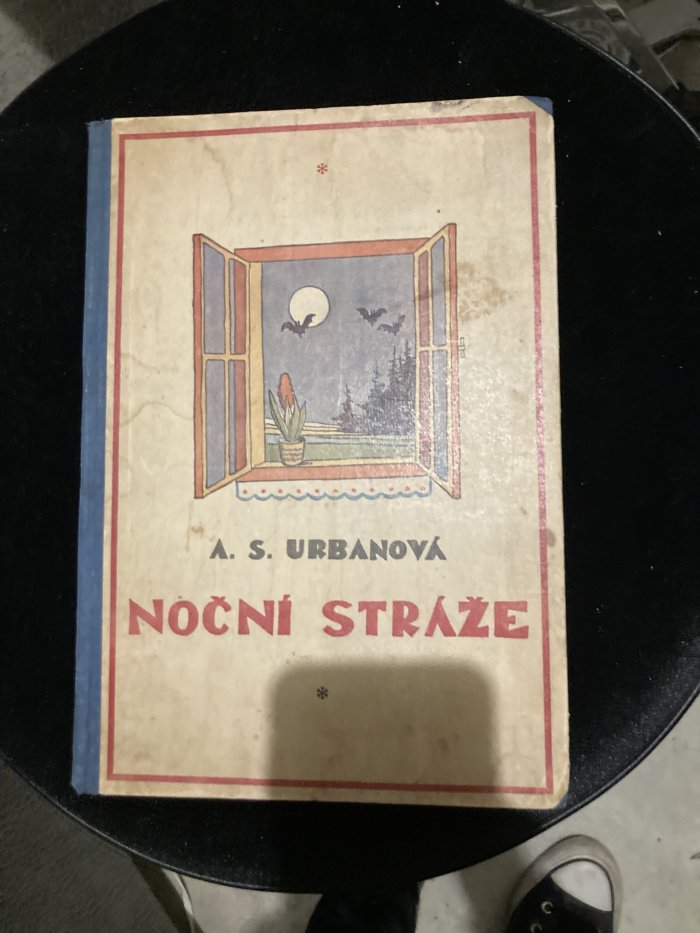 A. S. URBANOVÁ
NOČNÍ STRÁŽE